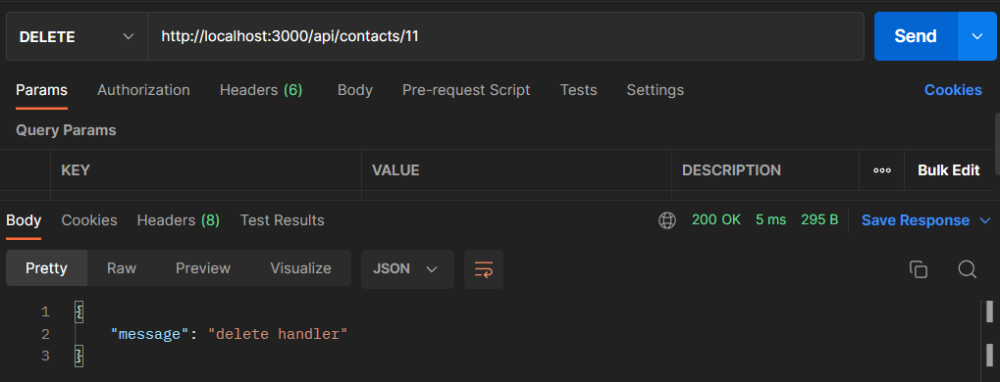 DELETE http://localhost:3000/api/contacts/11 Send
Params Authorization Headers (6) Body Pre-request Script Tests Settings Cookies
Query Params
KEY VALUE DESCRIPTION ooo Bulk Edit
Body Cookies Headers (8) Test Results 200 OK 5 ms 295 B Save Response
Pretty Raw Preview Visualize JSON
1 {
2 "message": "delete handler"
3 }